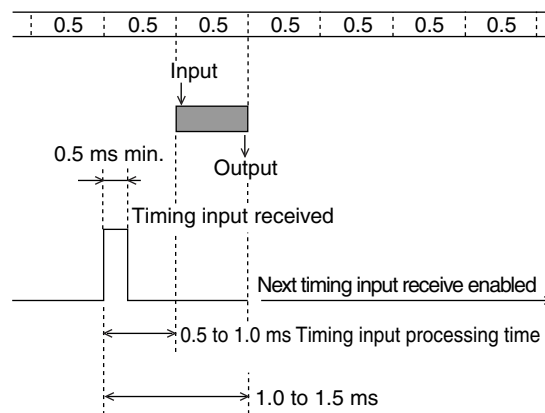 0.5 0.5 0.5 0.5 0.5 0.5 0.5
Input
0.5 ms min.
Output
Timing input received
Next timing input receive enabled
0.5 to 1.0 ms Timing input processing time
1.0 to 1.5 ms